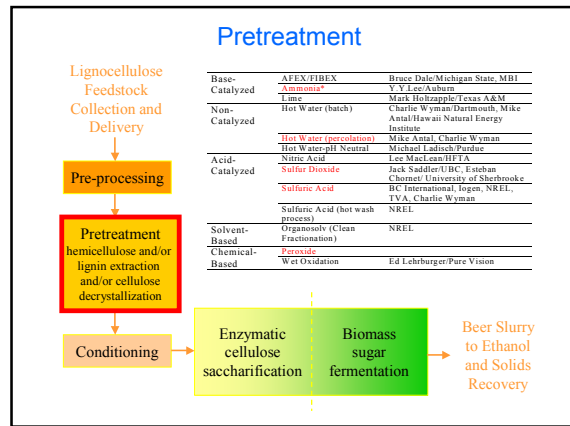 Pretreatment
Lignocellulose
Feedstock
Collection and
Delivery
Pre-processing
Pretreatment
hemicellulose and/or
lignin extraction
and/or cellulose
decrystallization
Conditioning
Base- AFEX/FIBEX Bruce Dale/Michigan State, MBI
Catalyzed Ammonia* Y.Y.Lee/Auburn
Lime Mark Holtzapple/Texas A&M
Non- Hot Water (batch) Charlie Wyman/Dartmouth, Mike
Catalyzed Antal/Hawaii Natural Energy
Institute
Hot Water (percolation) Mike Antal, Charlie Wyman
Hot Water-pH Neutral Michael Ladisch/Purdue
Acid- Nitric Acid Lee MacLean/HFTA
Catalyzed Sulfur Dioxide Jack Saddler/UBC, Esteban
Chornet/ University of Sherbrooke
Sulfuric Acid BC International, Iogen, NREL,
TVA, Charlie Wyman
Sulfuric Acid (hot wash NREL
process)
Solvent- Organosolv (Clean NREL
Based Fractionation)
Chemical- Peroxide
Based Wet Oxidation Ed Lehrburger/Pure Vision
Enzymatic
cellulose
saccharification
Biomass
sugar
fermentation
Beer Slurry
to Ethanol
and Solids
Recovery